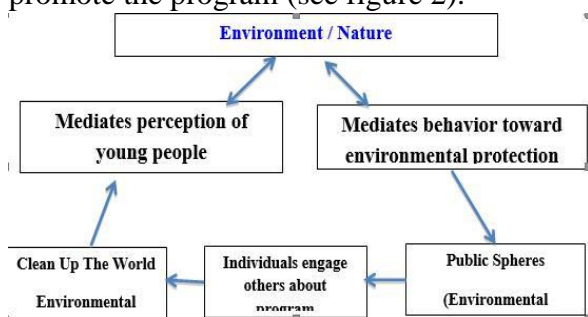 promote the program (see figure 2).
Environment / Nature
Mediates perception of
young people
Mediates behavior toward
environmental protection
Clean Up The World
Environmental
Individuals engage
others about
program
Public Spheres
(Environmental